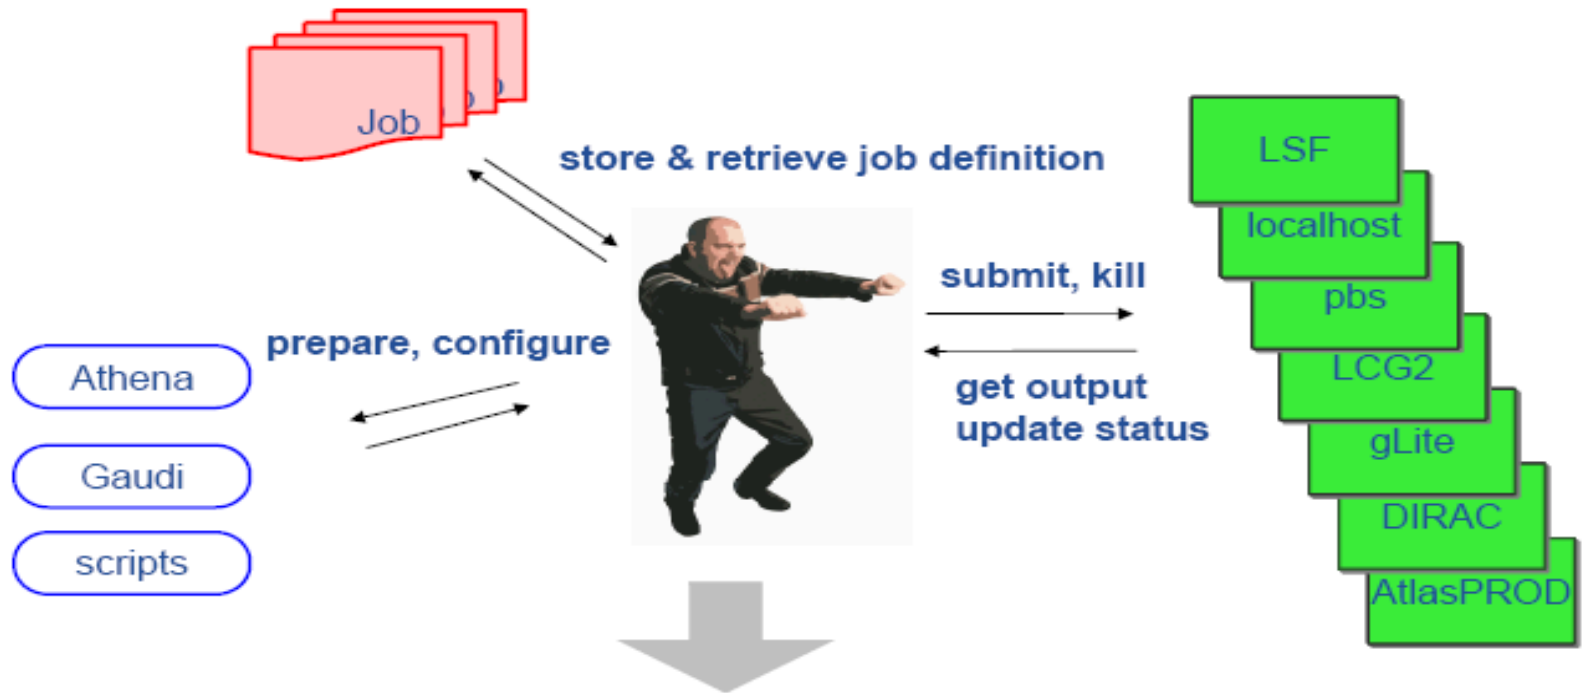 Job
store & retrieve job definition
LSF
localhost
submit, kill
pbs
prepare, configure
Athena
LCG2
get output
update status
gLite
Gaudi
DIRAC
scripts
AtlasPROD